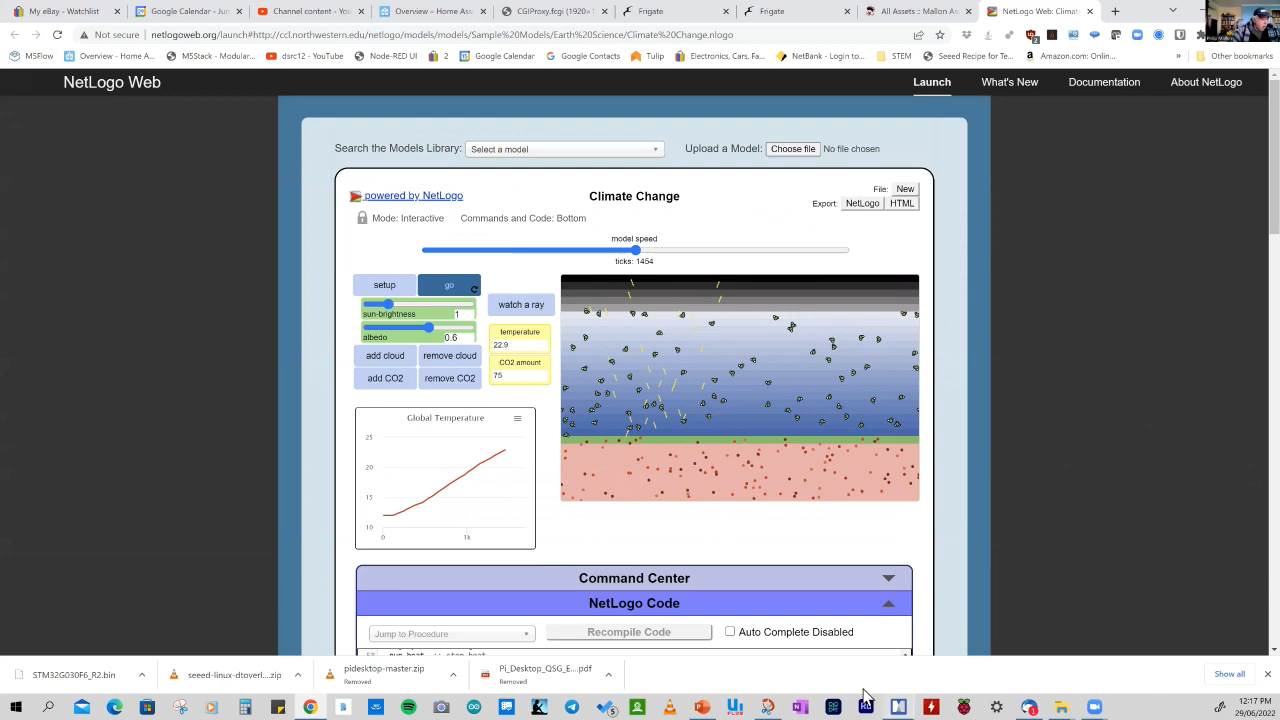 My eBay - Watchlist
Google Calendar - Jun
Channel content - You
Overview – Home Assi
CGIProxy.fcgi (1920×1
Frigate
Frigate
All Assets :: Mallon As
NetLogo Web: Climat
Not secure | netlogoweb.org/launch#http://ccl.northwestern.edu/netlogo/models/models/Sample%20Models/Earth%20Science/Climate%20Change.nlogo
M5Flow
Overview – Home A...
M5Stack - Modular...
dsrc12 - YouTube
Node-RED UI
Google Calendar
Google Contacts
Tulip
Electronics, Cars, Fa...
NetBank - Login to...
STEM
Seeed Recipe for Te...
Amazon.com: Onli...
Other bookmarks
NetLogo Web
Launch
What's New
Documentation
About NetLogo
Search the Models Library:
Select a model
Upload a Model:
Choose file
No file chosen
powered by NetLogo
Climate Change
File: New
Export: NetLogo HTML
Mode: Interactive
Commands and Code: Bottom
model speed
ticks: 1454
setup
go
watch a ray
sun-brightness 1
albedo 0.6
temperature
22.9
CO2 amount
75
add cloud
remove cloud
add CO2
remove CO2
Global Temperature
25
20
15
10
0
1k
Command Center
NetLogo Code
Jump to Procedure
Recompile Code
Auto Complete Disabled
STM32G030F6_R2.bin
seeed-linux-dtoverl....zip
pidesktop-master.zip
Removed
Pi_Desktop_QSG_E....pdf
Removed
Show all
12:17 PM
29/06/2022